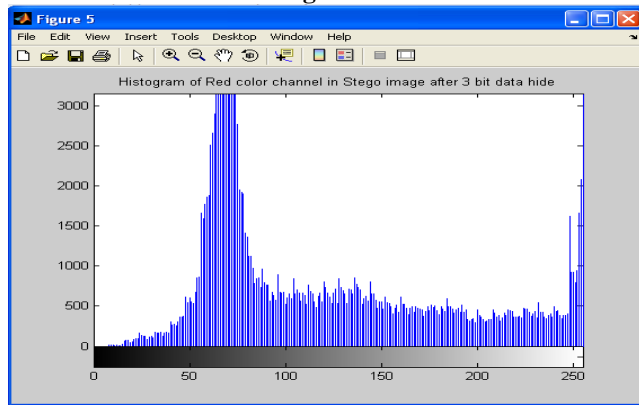 Figure 5
File Edit View Insert Tools Desktop Window Help
Histogram of Red color channel in Stego image after 3 bit data hide
3000
2500
2000
1500
1000
500
0
0 50 100 150 200 250